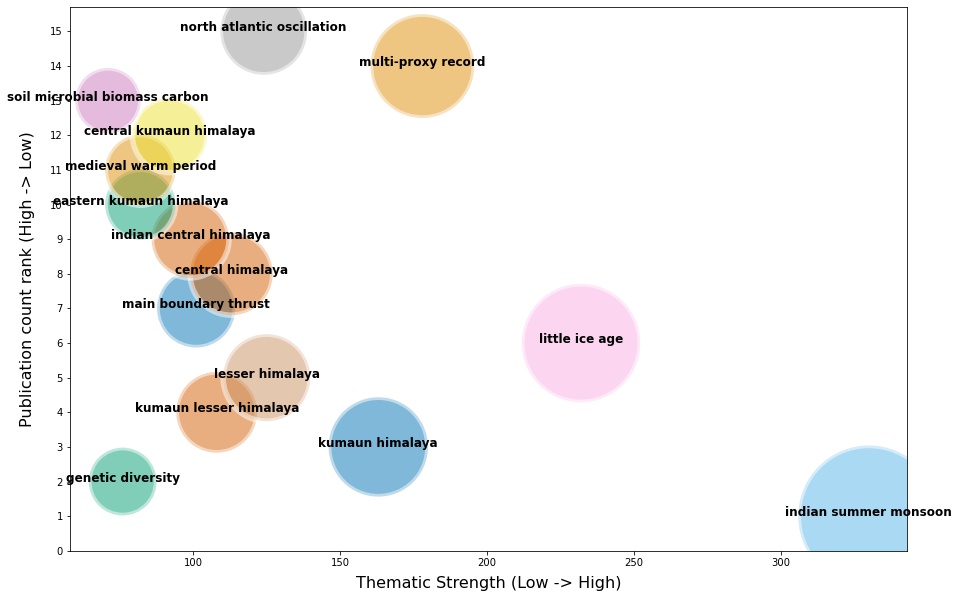 north atlantic oscillation
15
multi-proxy record
14
soil microbial biomass carbon
13
central kumaun himalaya
12
medieval warm period
11
eastern kumaun himalaya
10
indian central himalaya
9
central himalaya
8
main boundary thrust
7
little ice age
6
lesser himalaya
5
kumaun lesser himalaya
4
kumaun himalaya
3
genetic diversity
2
indian summer monsoon
1
0
100 150 200 250 300
Thematic Strength (Low -> High)
Publication count rank (High -> Low)